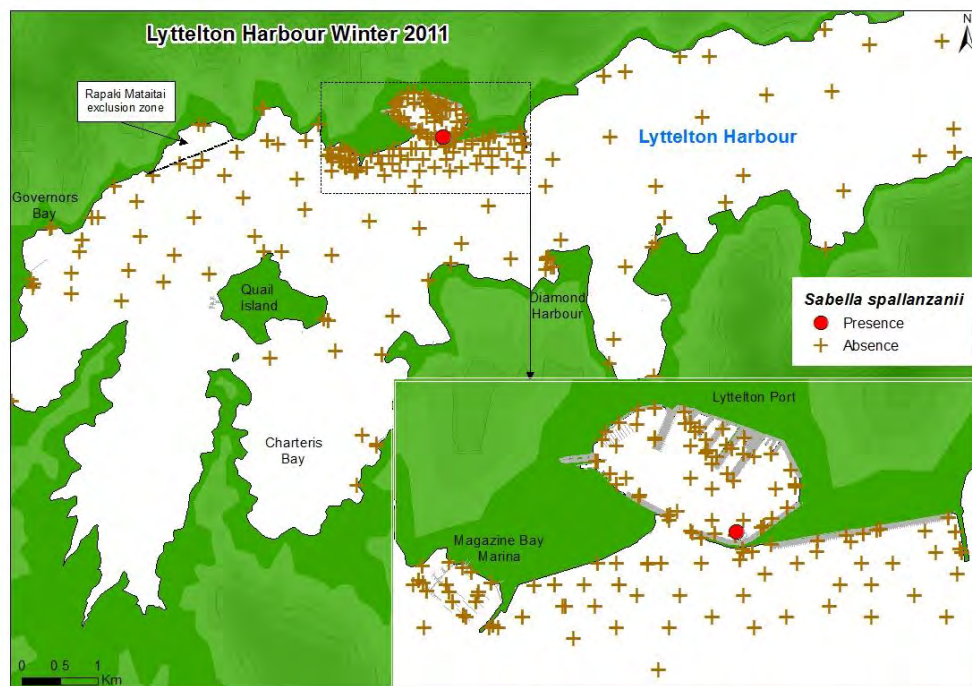 Lyttelton Harbour Winter 2011
N
Rapaki Mataitai
exclusion zone
Lyttelton Harbour
Governors
Bay
Quail
Island
Diamond
Harbour
Sabella spallanzanii
Presence
Absence
Lyttelton Port
Charteris
Bay
Magazine Bay
Marina
0 0 5 1
Km